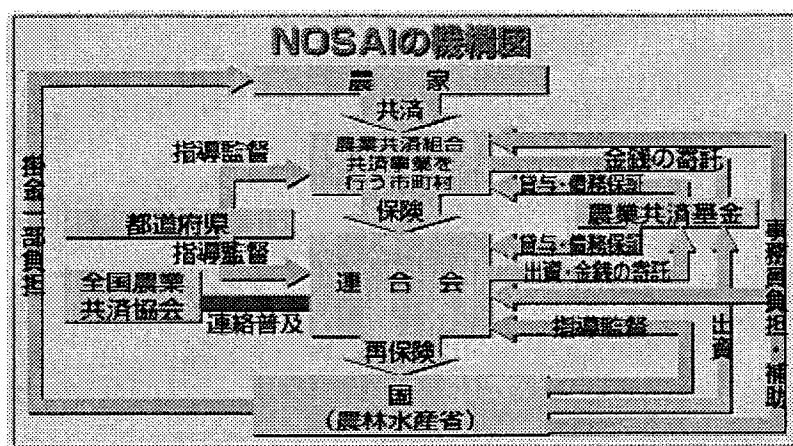 NOSAIの機構図
農 家
共済
指導監督
農業共済組合
共済事業を
行う市町村
金銭の寄託
貸与・債務保証
掛金一部負担
都道府県
保険
農業共済基金
指導監督
貸与・債務保証
全国農業
共済協会
連合会
出資・金銭の寄託
事務費負担・補助
連絡普及
指導監督
出資
再保険
国
(農林水産省)